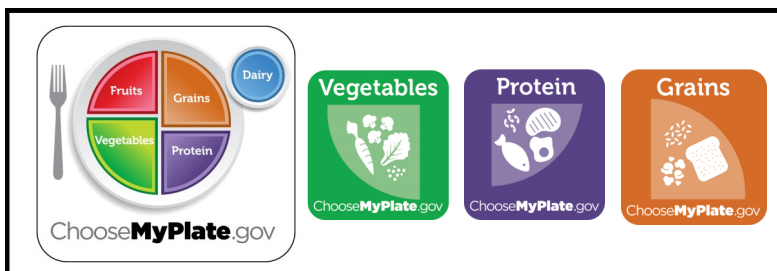 Fruits
Grains
Dairy
Vegetables
Protein
ChooseMyPlate.gov
Vegetables
ChooseMyPlate.gov
Protein
ChooseMyPlate.gov
Grains
ChooseMyPlate.gov